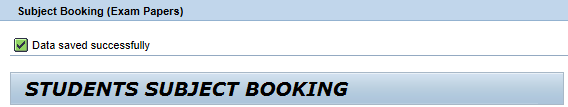 Subject Booking (Exam Papers)
Data saved successfully
STUDENTS SUBJECT BOOKING